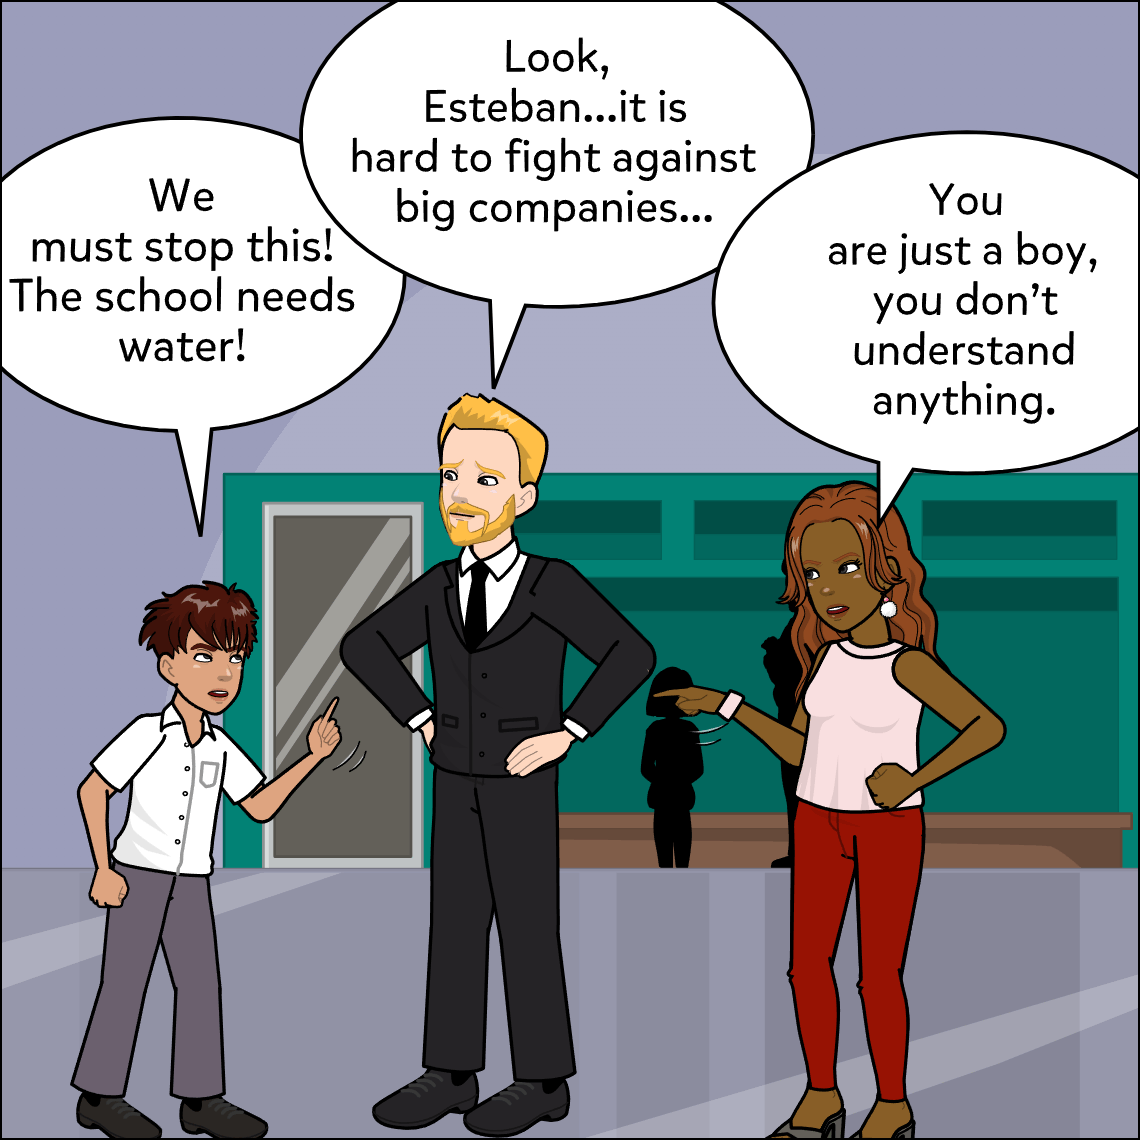 We
must stop this!
The school needs
water!
Look,
Esteban...it is
hard to fight against
big companies...
You
are just a boy,
you don't
understand
anything.